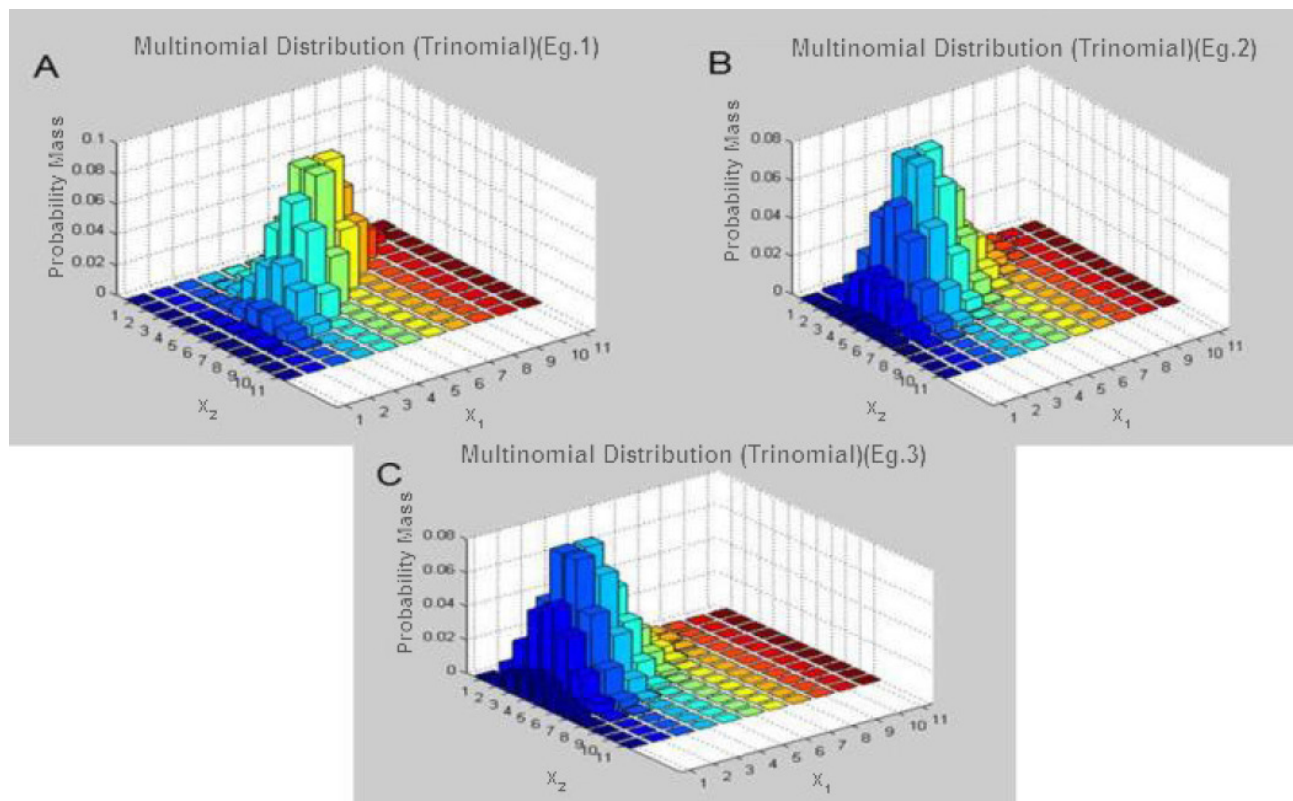 A
Multinomial Distribution (Trinomial)(Eg.1)
Probability Mass
0.1
0.08
0.06
0.04
0.02
0
1 2 3 4 5 6 7 8 9 10 11
X2
1 2 3 4 5 6 7 8 9 10 11
X1
B
Multinomial Distribution (Trinomial)(Eg.2)
Probability Mass
0.08
0.06
0.04
0.02
0
1 2 3 4 5 6 7 8 9 10 11
X2
1 2 3 4 5 6 7 8 9 10 11
X1
C
Multinomial Distribution (Trinomial)(Eg.3)
Probability Mass
0.08
0.06
0.04
0.02
0
1 2 3 4 5 6 7 8 9 10 11
X2
1 2 3 4 5 6 7 8 9 10 11
X1